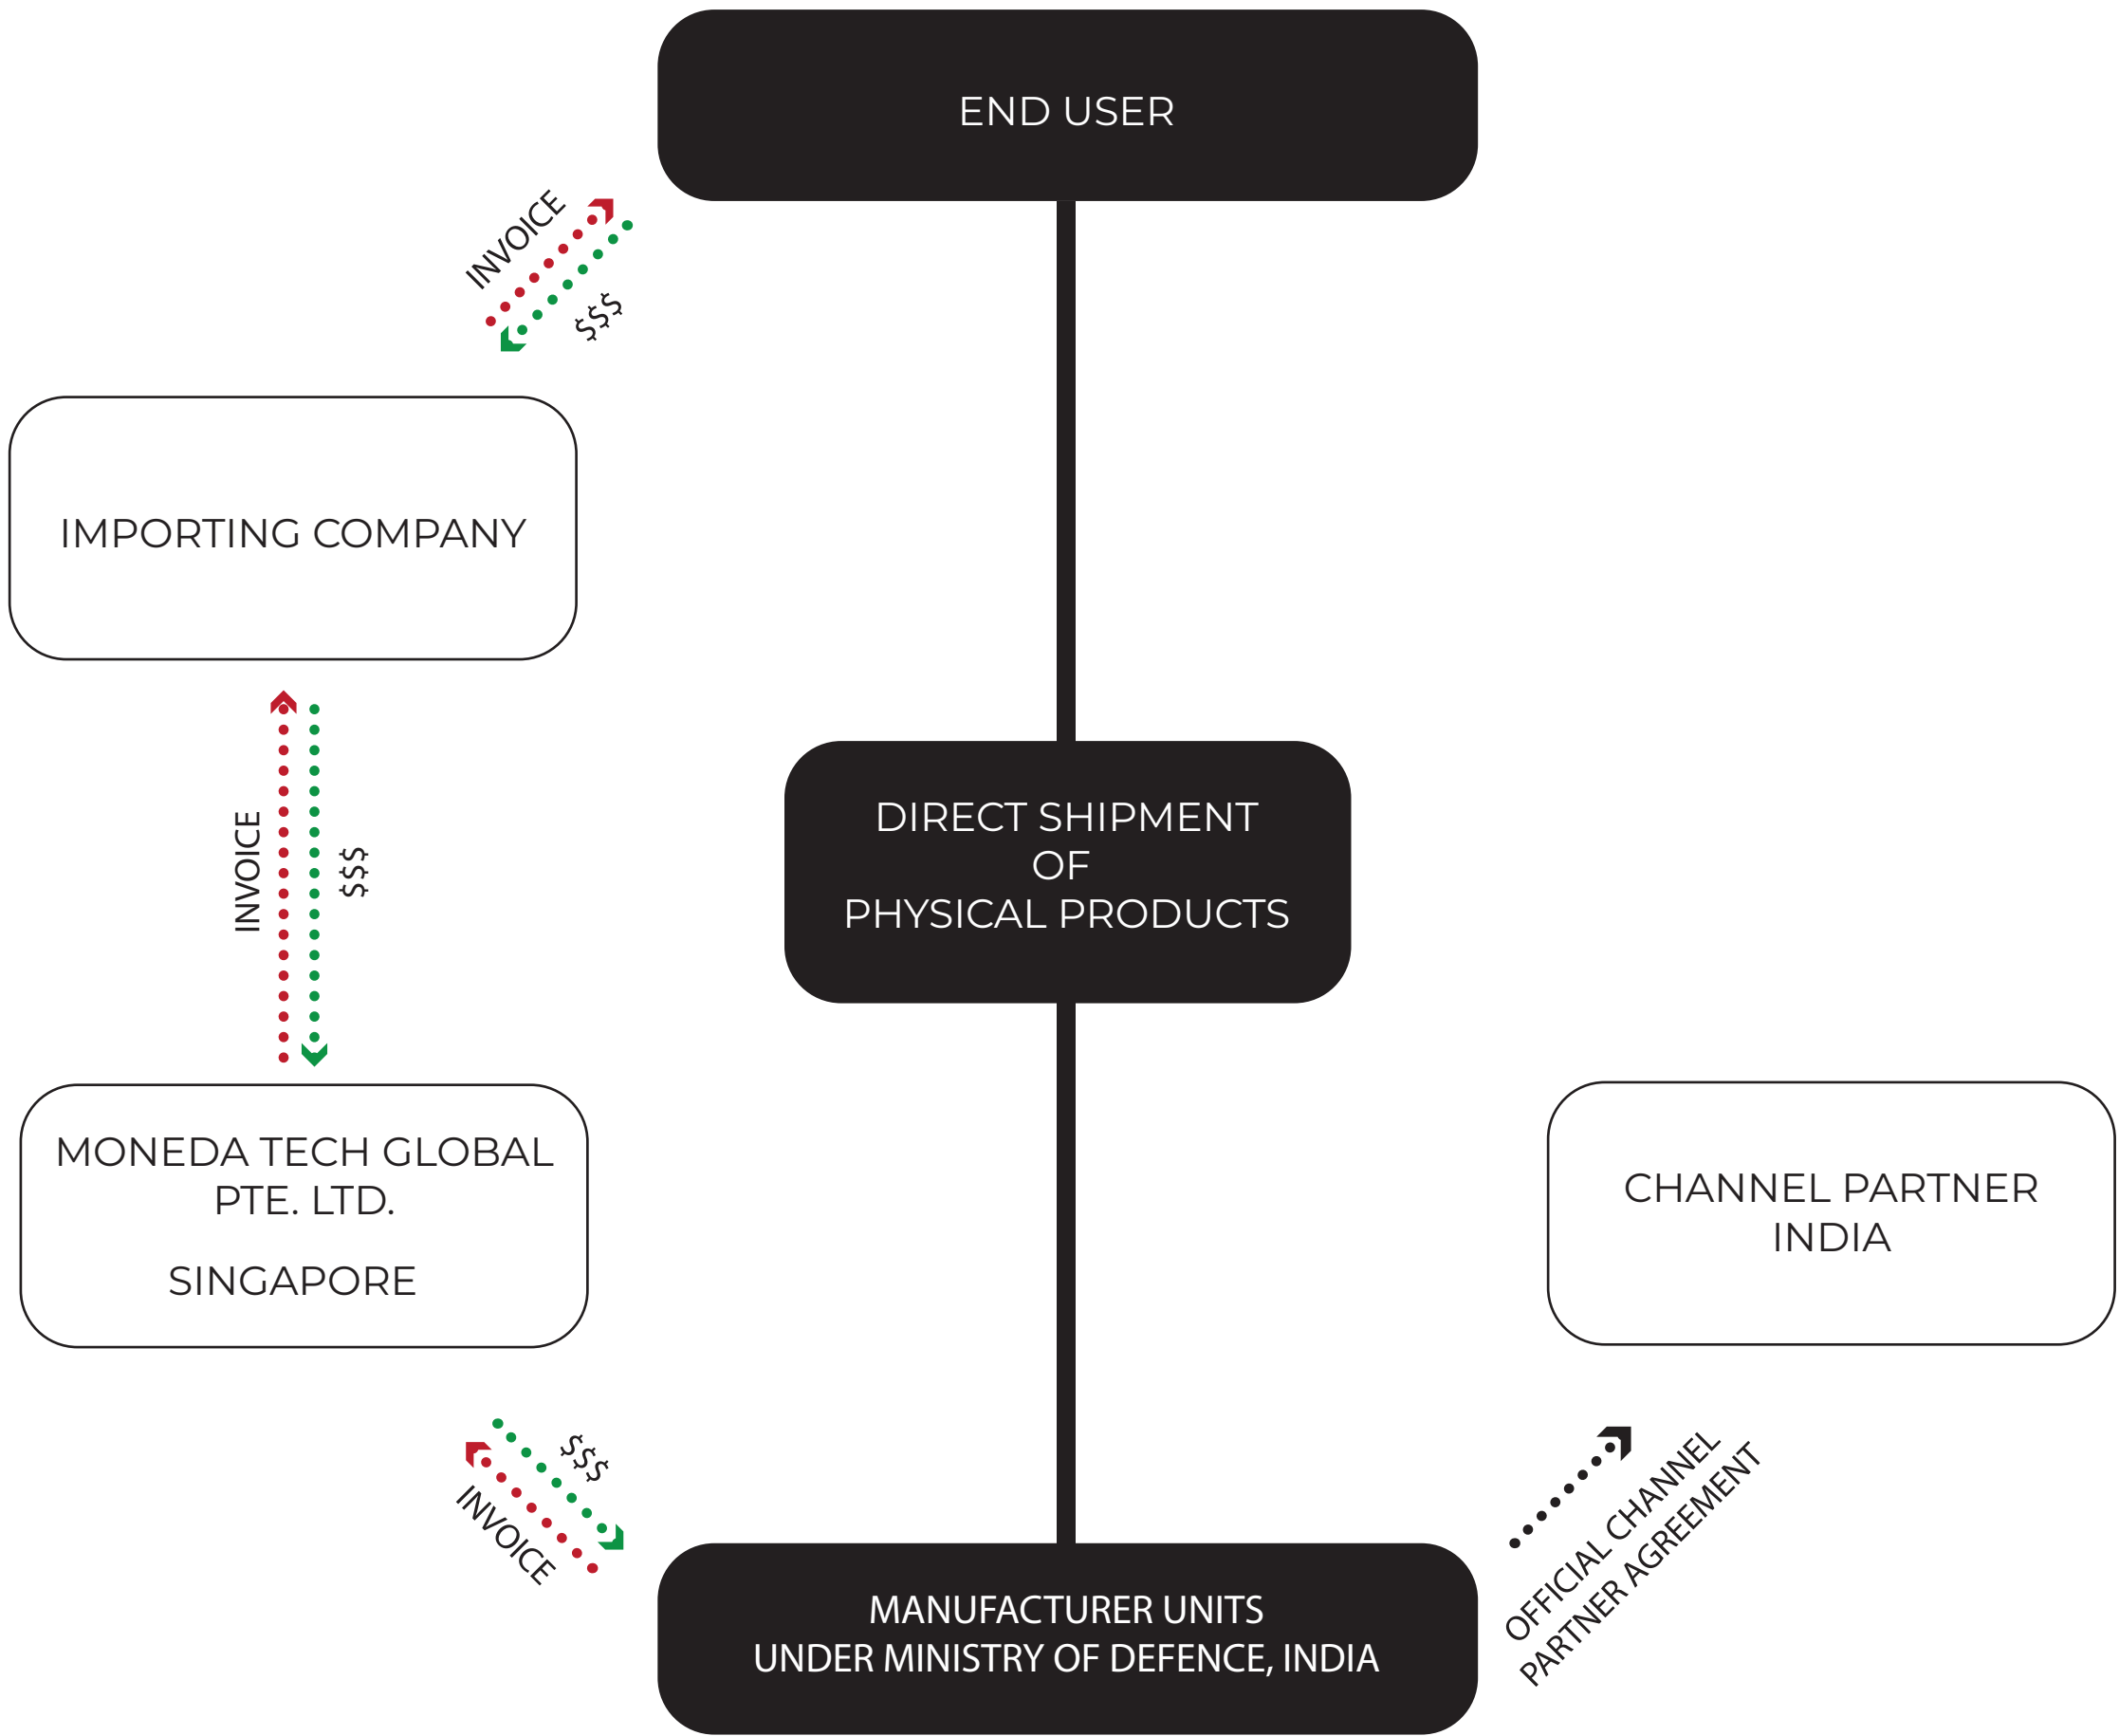 END USER
INVOICE
$$$
IMPORTING COMPANY
INVOICE
$$$
DIRECT SHIPMENT
OF
PHYSICAL PRODUCTS
MONEDA TECH GLOBAL
PTE. LTD.
SINGAPORE
CHANNEL PARTNER
INDIA
$$$
INVOICE
OFFICIAL CHANNEL
PARTNER AGREEMENT
MANUFACTURER UNITS
UNDER MINISTRY OF DEFENCE, INDIA